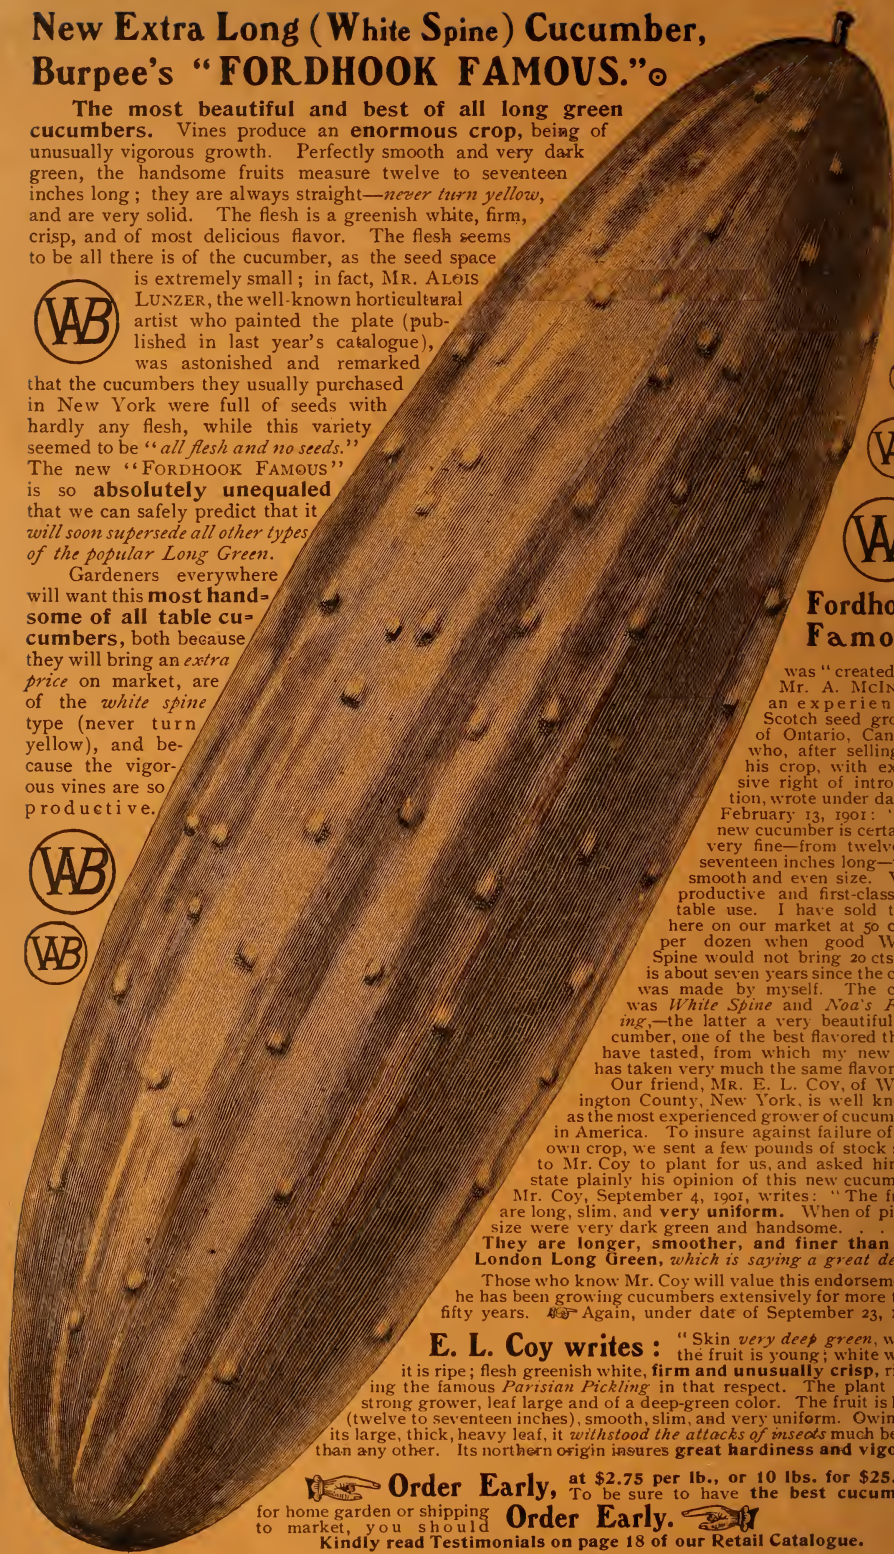 New Extra Long (White Spine) Cucumber,
Burpee's "FORDHOOK FAMOUS."
The most beautiful and best of all long green
cucumbers. Vines produce an enormous crop, being of
unusually vigorous growth. Perfectly smooth and very dark
green, the handsome fruits measure twelve to seventeen
inches long; they are always straight—never turn yellow,
and are very solid. The flesh is a greenish white, firm,
crisp, and of most delicious flavor. The flesh seems
to be all there is of the cucumber, as the seed space
is extremely small; in fact, MR. ALOIS
LUNZER, the well-known horticultural
artist who painted the plate (pub-
lished in last year's catalogue),
was astonished and remarked
that the cucumbers they usually purchased
in New York were full of seeds with
hardly any flesh, while this variety
seemed to be "all flesh and no seeds."
The new "FORDHOOK FAMOUS"
is so absolutely unequaled
that we can safely predict that it
will soon supersede all other types
of the popular Long Green.
Gardeners everywhere
will want this most hand-
some of all table cu-
cumbers, both because
they will bring an extra
price on market, are
of the white spine
type (never turn
yellow), and be-
cause the vigor-
ous vines are so
productive.
WAB
WAB
WAB
Fordho
Famo
was "created
Mr. A. McIN
an experien
Scotch seed gro
of Ontario, Can
who, after selling
his crop, with ex
sive right of intro
tion, wrote under da
February 13, 1901: "
new cucumber is certa
very fine—from twelve
seventeen inches long—
smooth and even size. V
productive and first-class
table use. I have sold t
here on our market at 50 c
per dozen when good W
Spine would not bring 20 cts
is about seven years since the c
was made by myself. The c
was White Spine and Noa's F
ing,—the latter a very beautiful
cumber, one of the best flavored th
have tasted, from which my new
has taken very much the same flavor
Our friend, MR. E. L. COY, of W
ington County, New York, is well kn
as the most experienced grower of cucum
in America. To insure against failure of
own crop, we sent a few pounds of stock s
to Mr. Coy to plant for us, and asked hi
state plainly his opinion of this new cucum
Mr. Coy, September 4, 1901, writes: "The f
are long, slim, and very uniform. When of pi
size were very dark green and handsome. . .
They are longer, smoother, and finer than
London Long Green, which is saying a great de
Those who know Mr. Coy will value this endorsem
he has been growing cucumbers extensively for more
fifty years. ☞ Again, under date of September 23,
E. L. Coy writes: "Skin very deep green, w
the fruit is young; white w
it is ripe; flesh greenish white, firm and unusually crisp, r
ing the famous Parisian Pickling in that respect. The plant
strong grower, leaf large and of a deep-green color. The fruit is l
(twelve to seventeen inches), smooth, slim, and very uniform. Owin
its large, thick, heavy leaf, it withstood the attacks of insects much be
than any other. Its northern origin insures great hardiness and vigo
Order Early, at $2.75 per lb., or 10 lbs. for $25.
To be sure to have the best cucum
for home garden or shipping
to market, you should Order Early.
Kindly read Testimonials on page 18 of our Retail Catalogue.